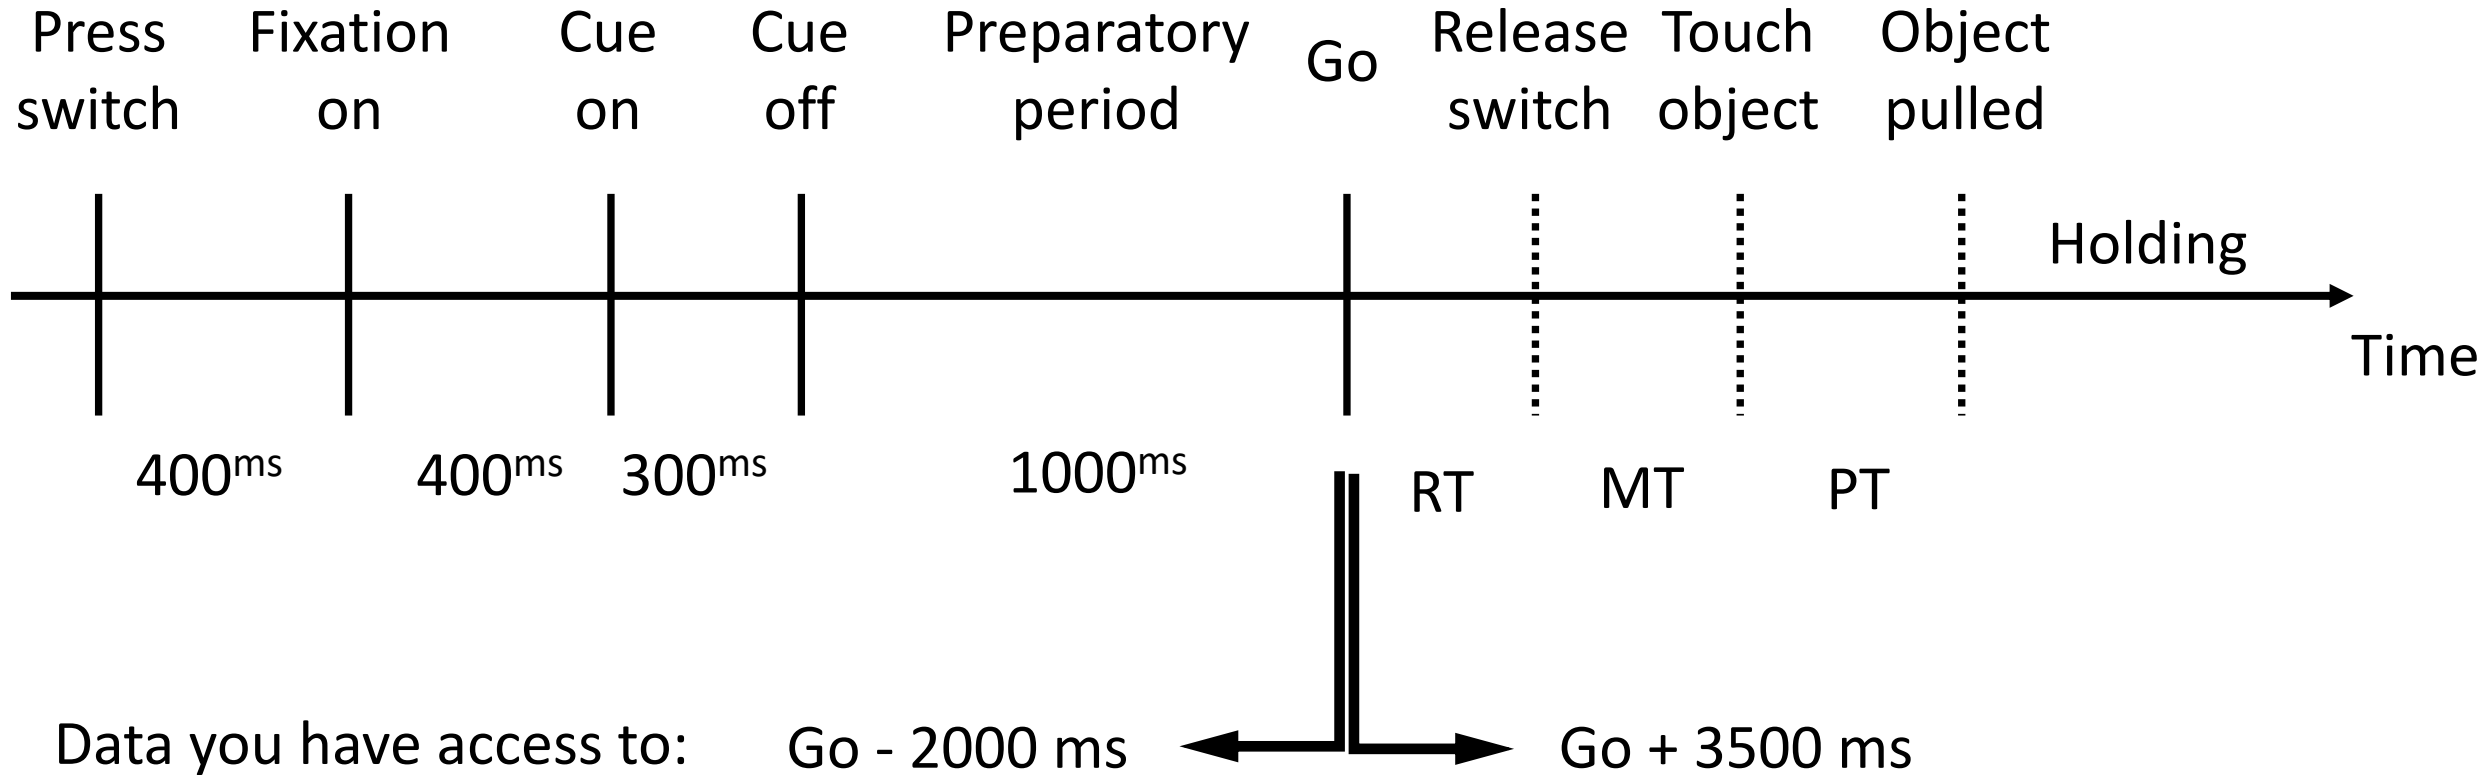 Press
switch
Fixation
on
Cue
on
Cue
off
Preparatory
period
Go
Release
switch
Touch
object
Object
pulled
Holding
Time
400ms
400ms
300ms
1000ms
RT
MT
PT
Data you have access to:
Go - 2000 ms
Go + 3500 ms